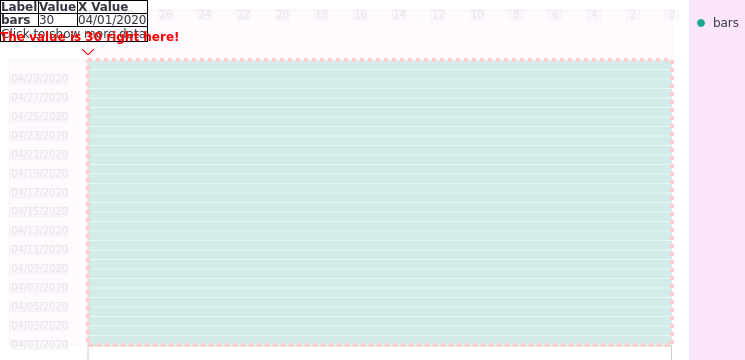 Label Value X Value
bars 30 04/01/2020
Click to show more data
The value is 30 right here!
26 24 22 20 18 16 14 12 10 8 6 4 2 0
bars
04/29/2020
04/27/2020
04/25/2020
04/23/2020
04/21/2020
04/19/2020
04/17/2020
04/15/2020
04/13/2020
04/11/2020
04/09/2020
04/07/2020
04/05/2020
04/03/2020
04/01/2020